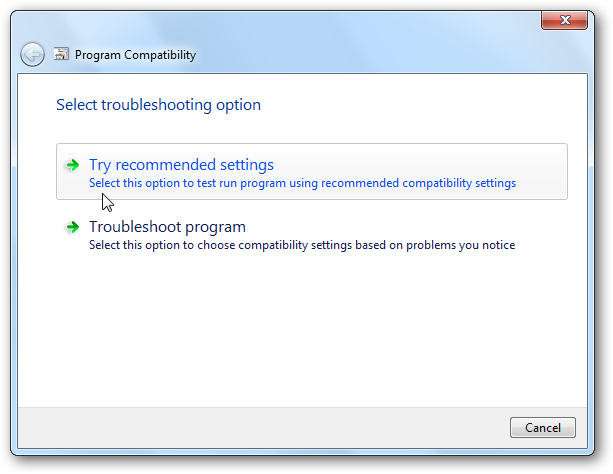 Program Compatibility
Select troubleshooting option
Try recommended settings
Select this option to test run program using recommended compatibility settings
Troubleshoot program
Select this option to choose compatibility settings based on problems you notice
Cancel